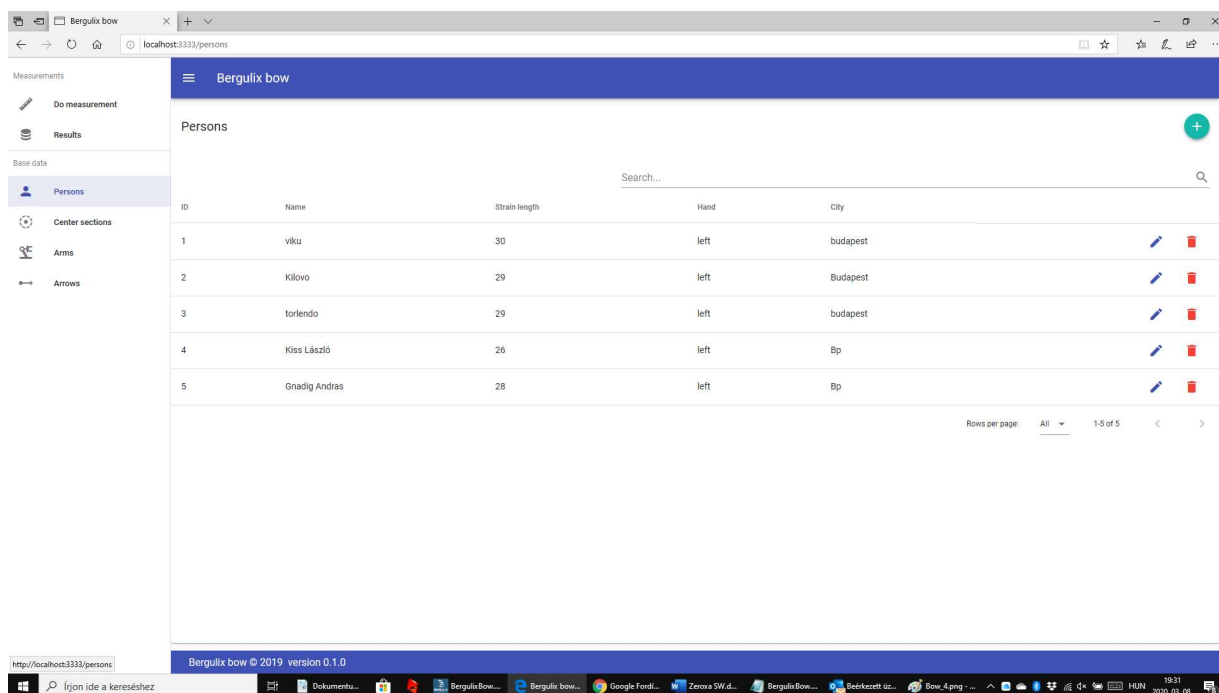 Bergulix bow
localhost:3333/persons
Measurements
Bergulix bow
Do measurement
Results
Persons
Base data
Search...
Persons
ID Name Strain length Hand City
Center sections
1 viku 30 left budapest
Arms
2 Kilovo 29 left Budapest
Arrows
3 torlendo 29 left budapest
4 Kiss László 26 left Bp
5 Gnadig Andras 28 left Bp
Rows per page: All 1-5 of 5
http://localhost:3333/persons
Bergulix bow © 2019 version 0.1.0
Írjon ide a kereséshez Dokumentu... BergulixBow.... Bergulix bow... Google Fordí... Zeroxa SW.d... BergulixBow.... Beérkezett üz... Bow_4.png - ... HUN 19:31
2020. 03. 08.